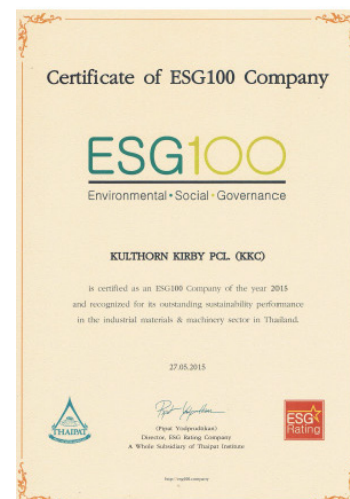 Certificate of ESG100 Company
ESG100
Environmental • Social • Governance
KULTHORN KIRBY PCL. (KKC)
is certified as an ESG100 Company of the year 2015
and recognized for its outstanding sustainability performance
in the industrial materials & machinery sector in Thailand.
27.05.2015
(Pipat Yodprudtikan)
Director, ESG Rating Company
A Whole Subsidiary of Thaipat Institute
THAIPAT
ESG
Rating